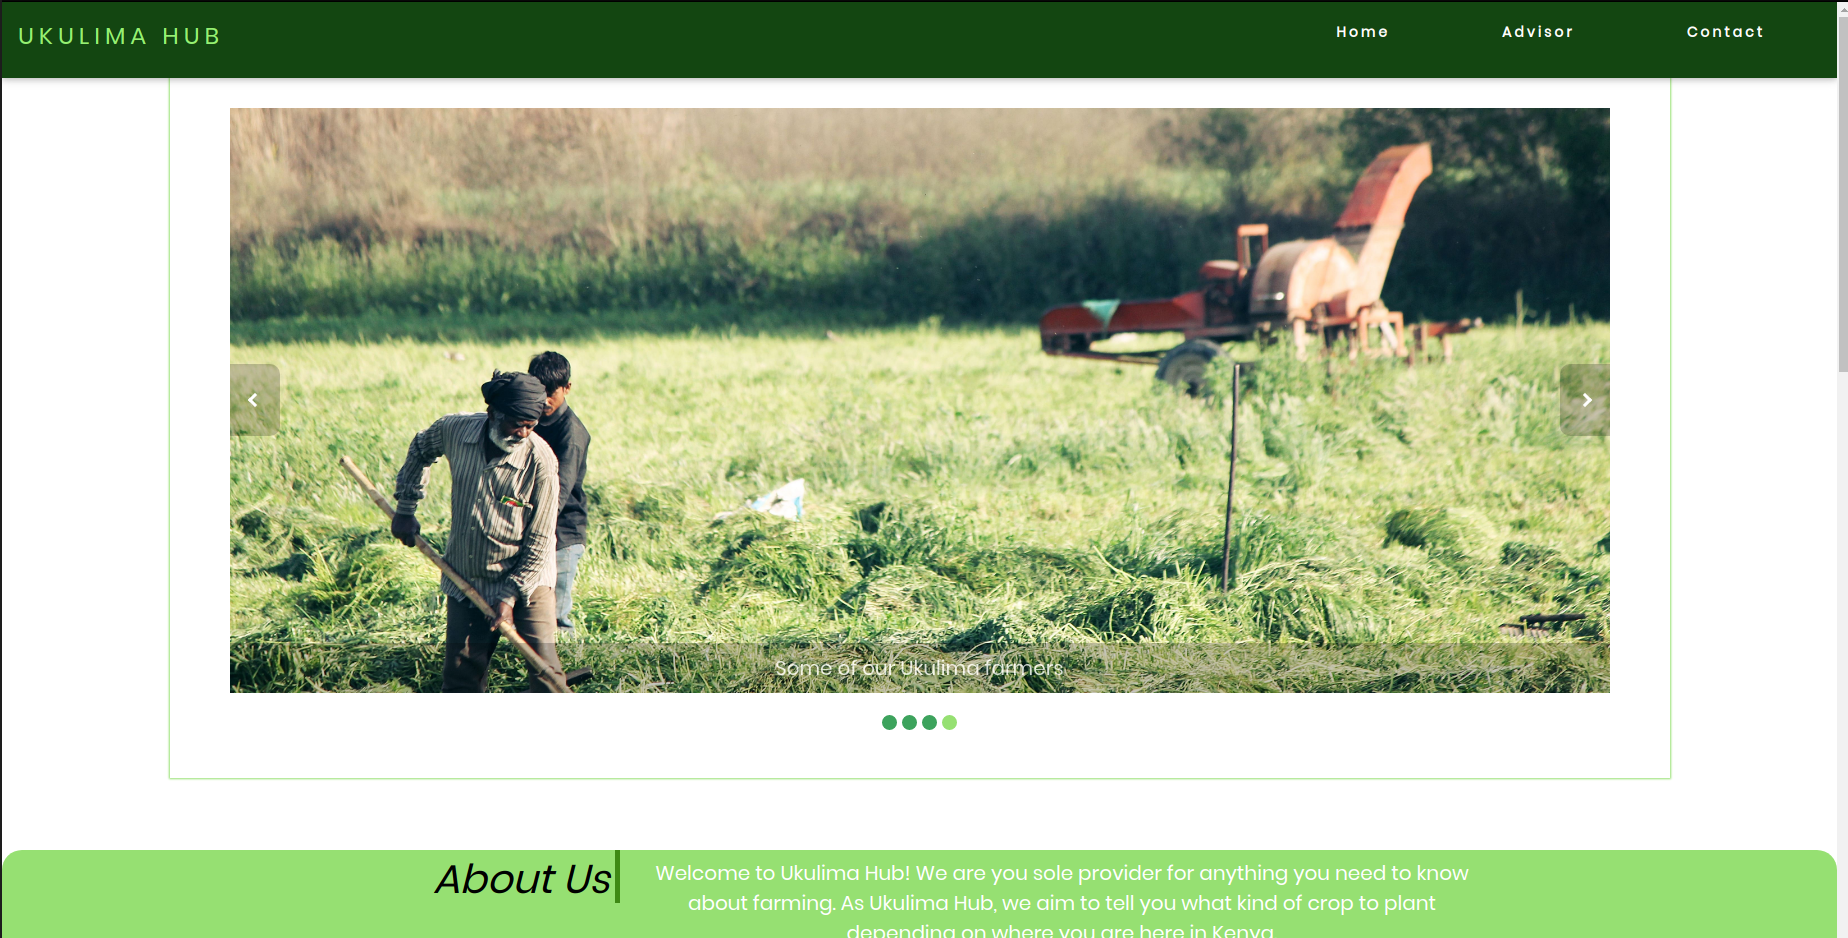 UKULIMA HUB
Home
Advisor
Contact
Some of our Ukulima farmers
About Us
Welcome to Ukulima Hub! We are you sole provider for anything you need to know
about farming. As Ukulima Hub, we aim to tell you what kind of crop to plant
depending on where you are here in Kenya